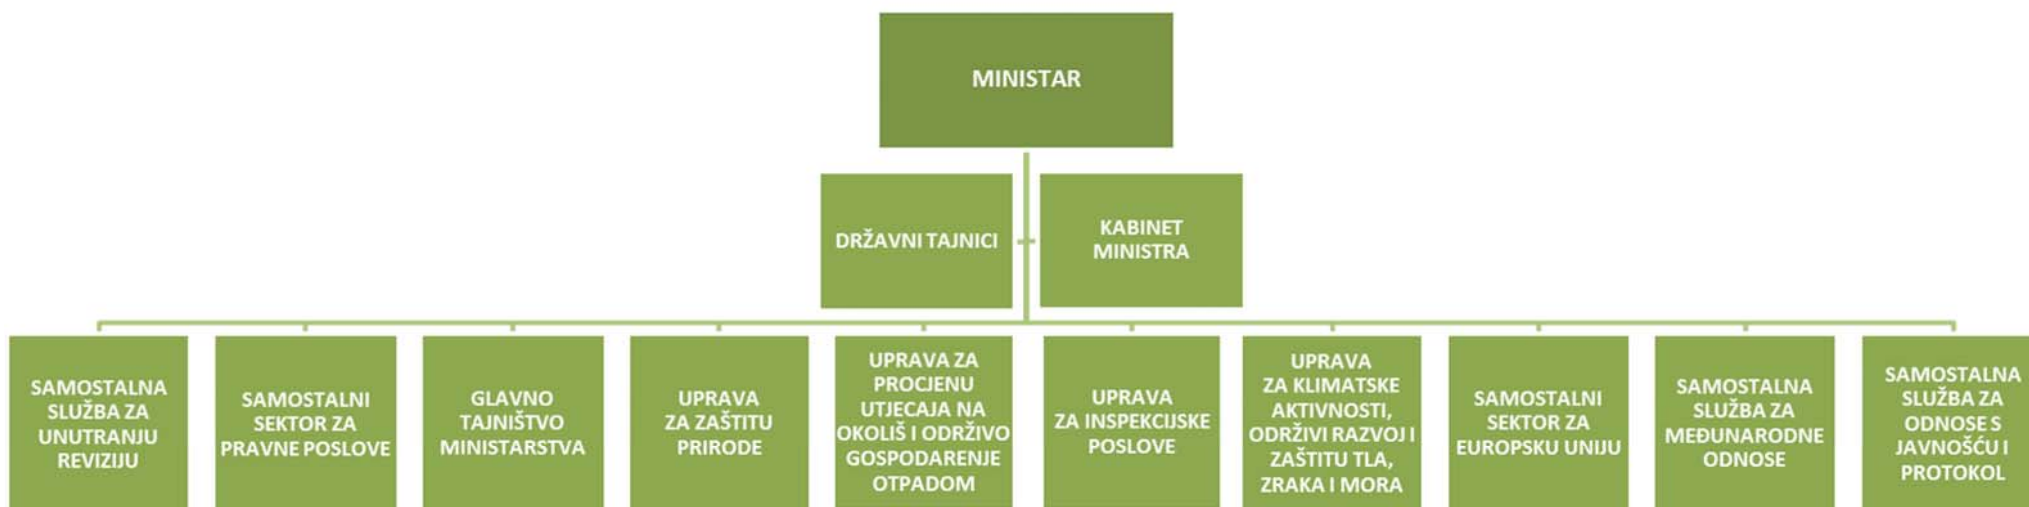 MINISTAR
DRŽAVNI TAJNICI
KABINET
MINISTRA
SAMOSTALNA
SLUŽBA ZA
UNUTRANJU
REVIZIJU
SAMOSTALNI
SEKTOR ZA
PRAVNE POSLOVE
GLAVNO
TAJNIŠTVO
MINISTARSTVA
UPRAVA
ZA ZAŠTITU
PRIRODE
UPRAVA ZA
PROCJENU
UTJECAJA NA
OKOLIŠ I ODRŽIVO
GOSPODARENJE
OTPADOM
UPRAVA
ZA INSPEKCIJSKE
POSLOVE
UPRAVA
ZA KLIMATSKE
AKTIVNOSTI,
ODRŽIVI RAZVOJ I
ZAŠTITU TLA,
ZRAKA I MORA
SAMOSTALNI
SEKTOR ZA
EUROPSKU UNIJU
SAMOSTALNA
SLUŽBA ZA
MEĐUNARODNE
ODNOSE
SAMOSTALNA
SLUŽBA ZA
ODNOSE S
JAVNOŠĆU I
PROTOKOL